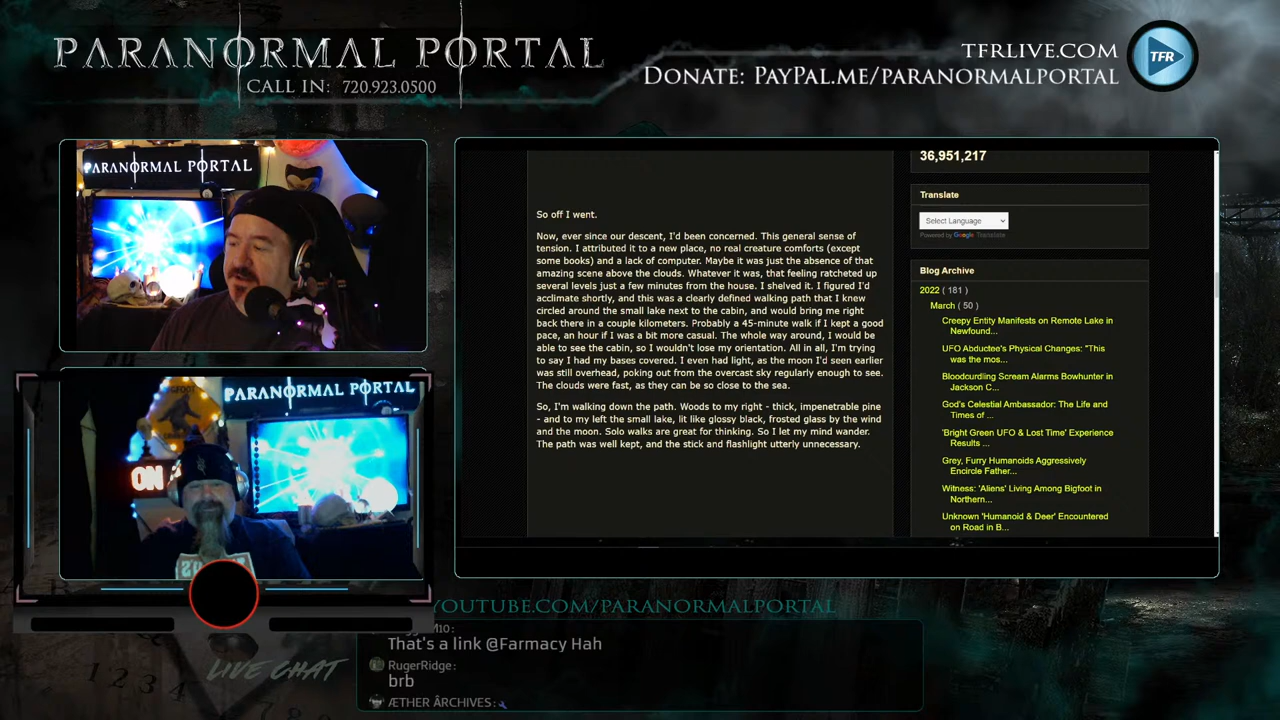 PARANORMAL PORTAL
CALL IN: 720.923.0500
TFRLIVE.COM
DONATE: PAYPAL.ME/PARANORMALPORTAL
TFR
PARANORMAL PORTAL
PARANORMAL PORTAL
ON
So off I went.
Now, ever since our descent, I'd been concerned. This general sense of
tension. I attributed it to a new place, no real creature comforts (except
some books) and a lack of computer. Maybe it was just the absence of that
amazing scene above the clouds. Whatever it was, that feeling ratcheted up
several levels just a few minutes from the house. I shelved it. I figured I'd
acclimate shortly, and this was a clearly defined walking path that I knew
circled around the small lake next to the cabin, and would bring me right
back there in a couple kilometers. Probably a 45-minute walk if I kept a good
pace, an hour if I was a bit more casual. The whole way around, I would be
able to see the cabin, so I wouldn't lose my orientation. All in all, I'm trying
to say I had my bases covered. I even had light, as the moon I'd seen earlier
was still overhead, poking out from the overcast sky regularly enough to see.
The clouds were fast, as they can be so close to the sea.
So, I'm walking down the path. Woods to my right - thick, impenetrable pine
- and to my left the small lake, lit like glossy black, frosted glass by the wind
and the moon. Solo walks are great for thinking. So I let my mind wander.
The path was well kept, and the stick and flashlight utterly unnecessary.
36,951,217
Translate
Select Language
Powered by Google Translate
Blog Archive
2022 ( 181 )
March ( 50 )
Creepy Entity Manifests on Remote Lake in
Newfound...
UFO Abductee's Physical Changes: "This
was the mos...
Bloodcurdling Scream Alarms Bowhunter in
Jackson C...
God's Celestial Ambassador: The Life and
Times of ...
'Bright Green UFO & Lost Time' Experience
Results ...
Grey, Furry Humanoids Aggressively
Encircle Father...
Witness: 'Aliens' Living Among Bigfoot in
Northern...
Unknown 'Humanoid & Deer' Encountered
on Road in B...
YOUTUBE.COM/PARANORMALPORTAL
LIVE CHAT
That's a link @Farmacy Hah
RugerRidge:
brb
ÆTHER ÂRCHIVES: